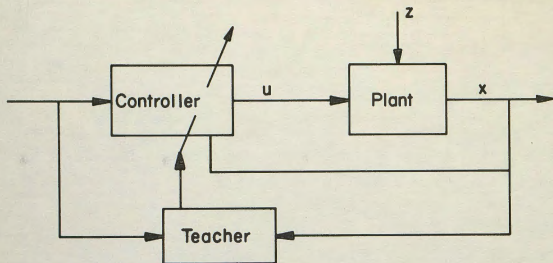 z
Controller
u
Plant
x
Teacher